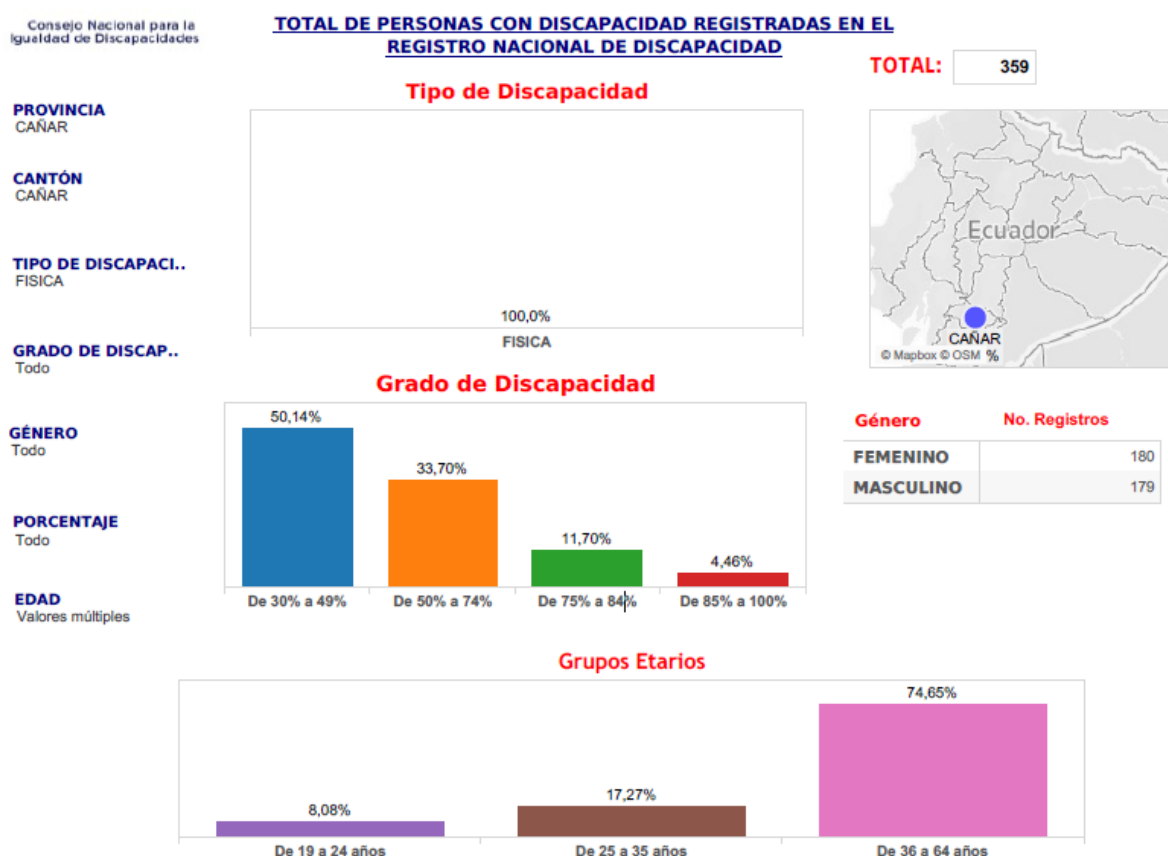 Consejo Nacional para la
Igualdad de Discapacidades
TOTAL DE PERSONAS CON DISCAPACIDAD REGISTRADAS EN EL
REGISTRO NACIONAL DE DISCAPACIDAD
TOTAL: 359
PROVINCIA
CAÑAR
CANTÓN
CAÑAR
TIPO DE DISCAPACI..
FISICA
GRADO DE DISCAP..
Todo
GÉNERO
Todo
PORCENTAJE
Todo
EDAD
Valores múltiples
Tipo de Discapacidad
100,0%
FISICA
Ecuador
CAÑAR
© Mapbox © OSM %
Grado de Discapacidad
50,14%
33,70%
11,70%
4,46%
De 30% a 49% De 50% a 74% De 75% a 84% De 85% a 100%
Género No. Registros
FEMENINO 180
MASCULINO 179
Grupos Etarios
8,08%
17,27%
74,65%
De 19 a 24 años De 25 a 35 años De 36 a 64 años